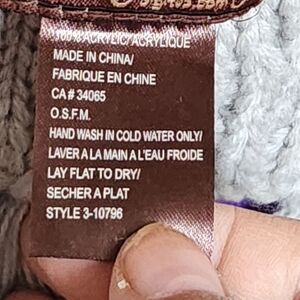 100% ACRYLIC/ ACRYLIQUE
MADE IN CHINA/
FABRIQUE EN CHINE
CA # 34065
O.S.F.M.
HAND WASH IN COLD WATER ONLY/
LAVER A LA MAIN A L'EAU FROIDE
LAY FLAT TO DRY/
SECHER A PLAT
STYLE 3-10796